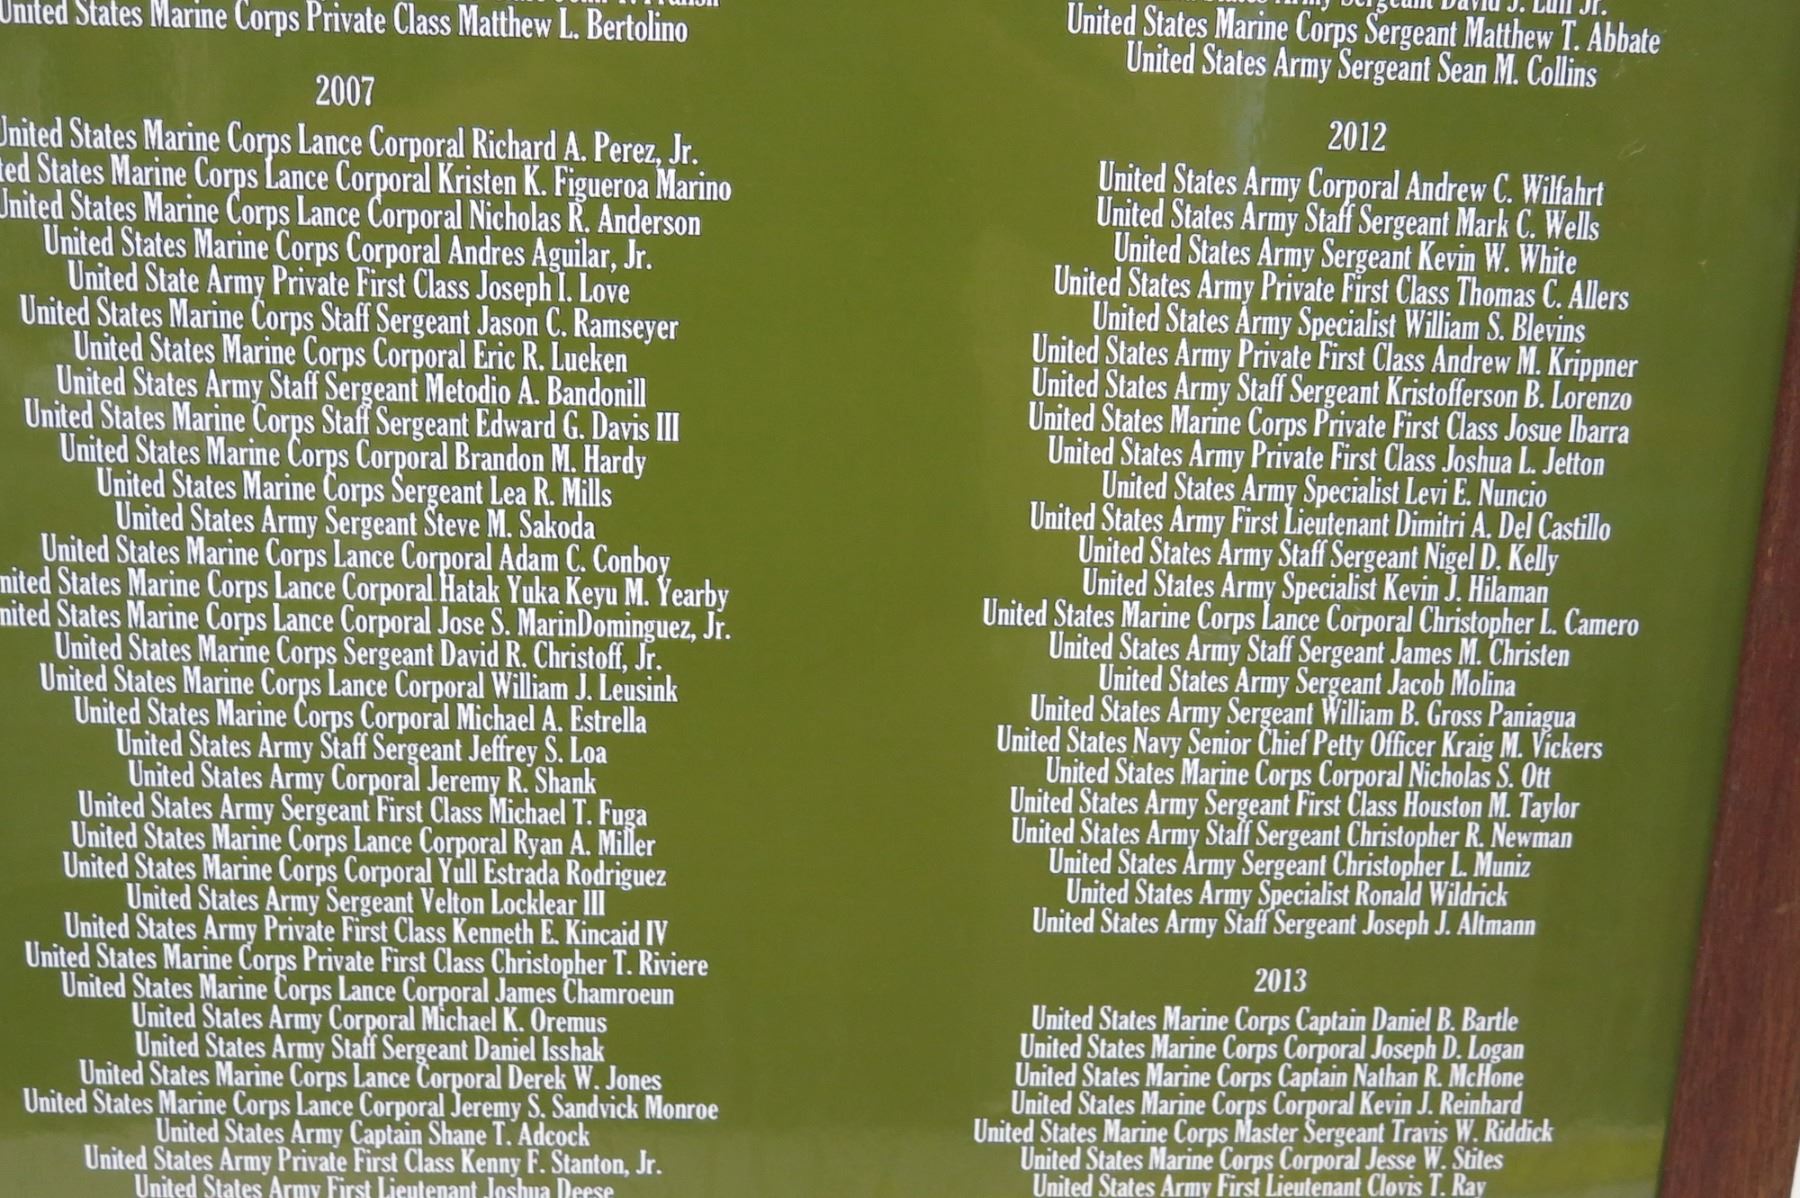 United States Marine Corps Private Class Matthew L. Bertolino
2007
United States Marine Corps Lance Corporal Richard A. Perez, Jr.
ted States Marine Corps Lance Corporal Kristen K. Figueroa Marino
United States Marine Corps Lance Corporal Nicholas R. Anderson
United States Marine Corps Corporal Andres Aguilar, Jr.
United State Army Private First Class Joseph I. Love
United States Marine Corps Staff Sergeant Jason C. Ramseyer
United States Marine Corps Corporal Eric R. Lueken
United States Army Staff Sergeant Metodio A. Bandonill
United States Marine Corps Staff Sergeant Edward G. Davis III
United States Marine Corps Corporal Brandon M. Hardy
United States Marine Corps Sergeant Lea R. Mills
United States Army Sergeant Steve M. Sakoda
United States Marine Corps Lance Corporal Adam C. Conboy
nited States Marine Corps Lance Corporal Hatak Yuka Keyu M. Yearby
nited States Marine Corps Lance Corporal Jose S. MarinDominguez, Jr.
United States Marine Corps Sergeant David R. Christoff, Jr.
United States Marine Corps Lance Corporal William J. Leusink
United States Marine Corps Corporal Michael A. Estrella
United States Army Staff Sergeant Jeffrey S. Loa
United States Army Corporal Jeremy R. Shank
United States Army Sergeant First Class Michael T. Fuga
United States Marine Corps Lance Corporal Ryan A. Miller
United States Marine Corps Corporal Yull Estrada Rodriguez
United States Army Sergeant Velton Locklear III
United States Army Private First Class Kenneth E. Kincaid IV
United States Marine Corps Private First Class Christopher T. Riviere
United States Marine Corps Lance Corporal James Chamroeun
United States Army Corporal Michael K. Oremus
United States Army Staff Sergeant Daniel Isshak
United States Marine Corps Lance Corporal Derek W. Jones
United States Marine Corps Lance Corporal Jeremy S. Sandvick Monroe
United States Army Captain Shane T. Adcock
United States Army Private First Class Kenny F. Stanton, Jr.
United States Army First Lieutenant Joshua Deese
Army Sergeant David J. Luff Jr.
United States Marine Corps Sergeant Matthew T. Abbate
United States Army Sergeant Sean M. Collins
2012
United States Army Corporal Andrew C. Wilfahrt
United States Army Staff Sergeant Mark C. Wells
United States Army Sergeant Kevin W. White
United States Army Private First Class Thomas C. Allers
United States Army Specialist William S. Blevins
United States Army Private First Class Andrew M. Krippner
United States Army Staff Sergeant Kristofferson B. Lorenzo
United States Marine Corps Private First Class Josue Ibarra
United States Army Private First Class Joshua L. Jetton
United States Army Specialist Levi E. Nuncio
United States Army First Lieutenant Dimitri A. Del Castillo
United States Army Staff Sergeant Nigel D. Kelly
United States Army Specialist Kevin J. Hilaman
United States Marine Corps Lance Corporal Christopher L. Camero
United States Army Staff Sergeant James M. Christen
United States Army Sergeant Jacob Molina
United States Army Sergeant William B. Gross Paniagua
United States Navy Senior Chief Petty Officer Kraig M. Vickers
United States Marine Corps Corporal Nicholas S. Ott
United States Army Sergeant First Class Houston M. Taylor
United States Army Staff Sergeant Christopher R. Newman
United States Army Sergeant Christopher L. Muniz
United States Army Specialist Ronald Wildrick
United States Army Staff Sergeant Joseph J. Altmann
2013
United States Marine Corps Captain Daniel B. Bartle
United States Marine Corps Corporal Joseph D. Logan
United States Marine Corps Captain Nathan R. McHone
United States Marine Corps Corporal Kevin J. Reinhard
United States Marine Corps Master Sergeant Travis W. Riddick
United States Marine Corps Corporal Jesse W. Stites
United States Army First Lieutenant Clovis T. Ray